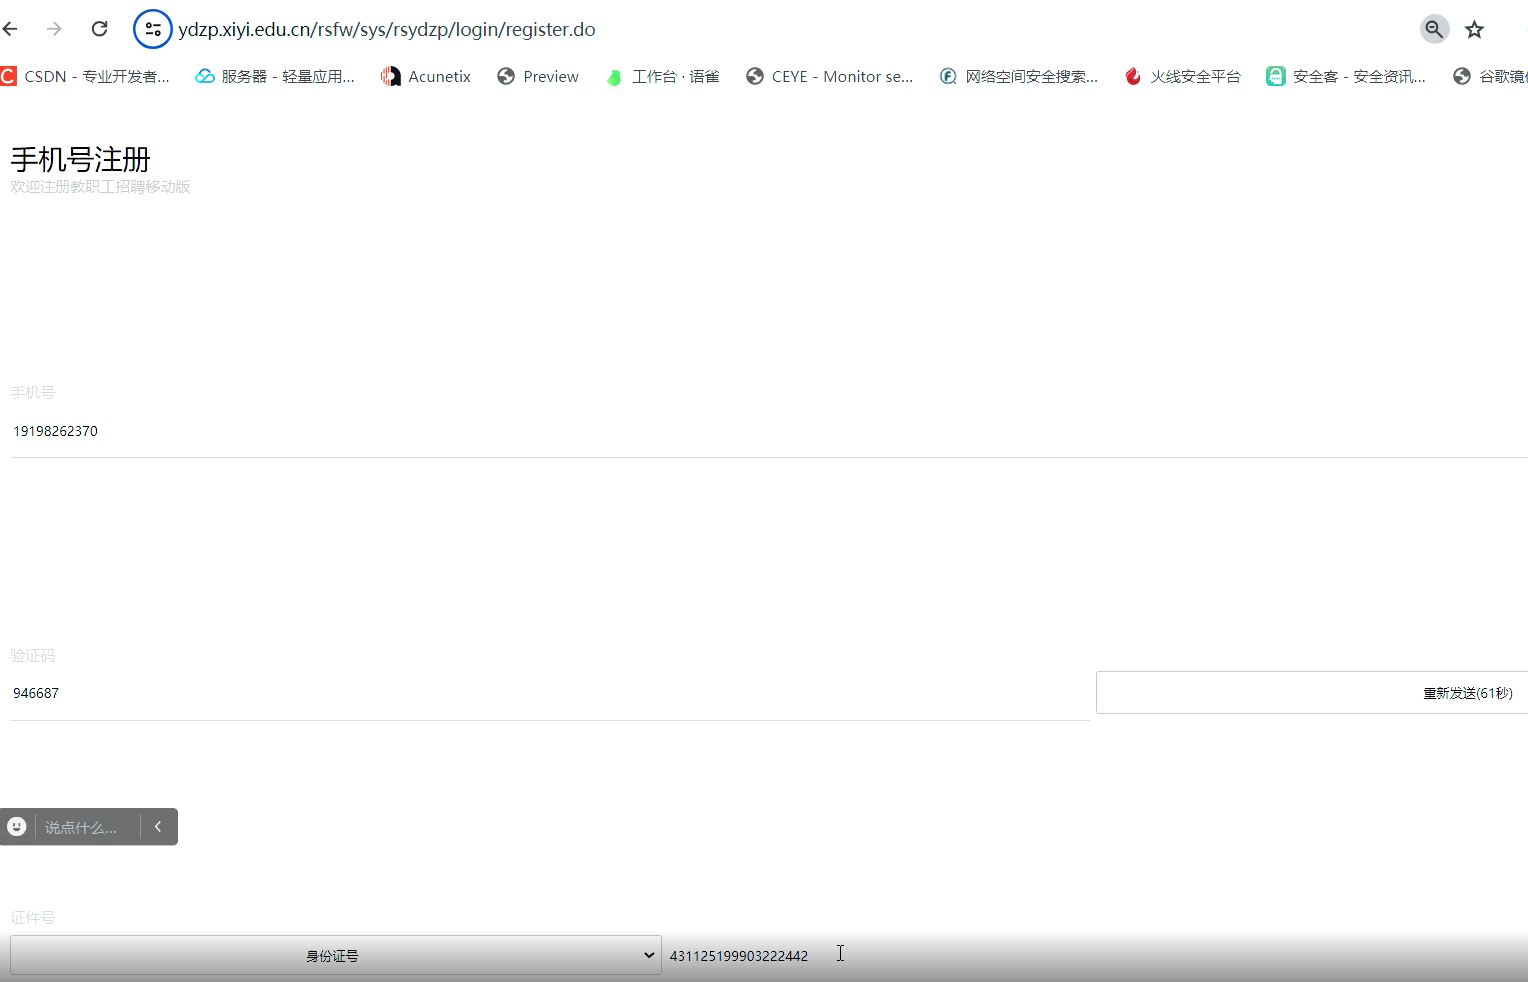 ydzp.xiyi.edu.cn/rsfw/sys/rsydzp/login/register.do
CSDN - 专业开发者... 服务器 - 轻量应用... Acunetix Preview 工作台 · 语雀 CEYE - Monitor se... 网络空间安全搜索... 火线安全平台 安全客 - 安全资讯... 谷歌镜
手机号注册
欢迎注册教职工招聘移动版
手机号
19198262370
验证码
946687 重新发送(61秒)
说点什么...
证件号
身份证号 431125199903222442